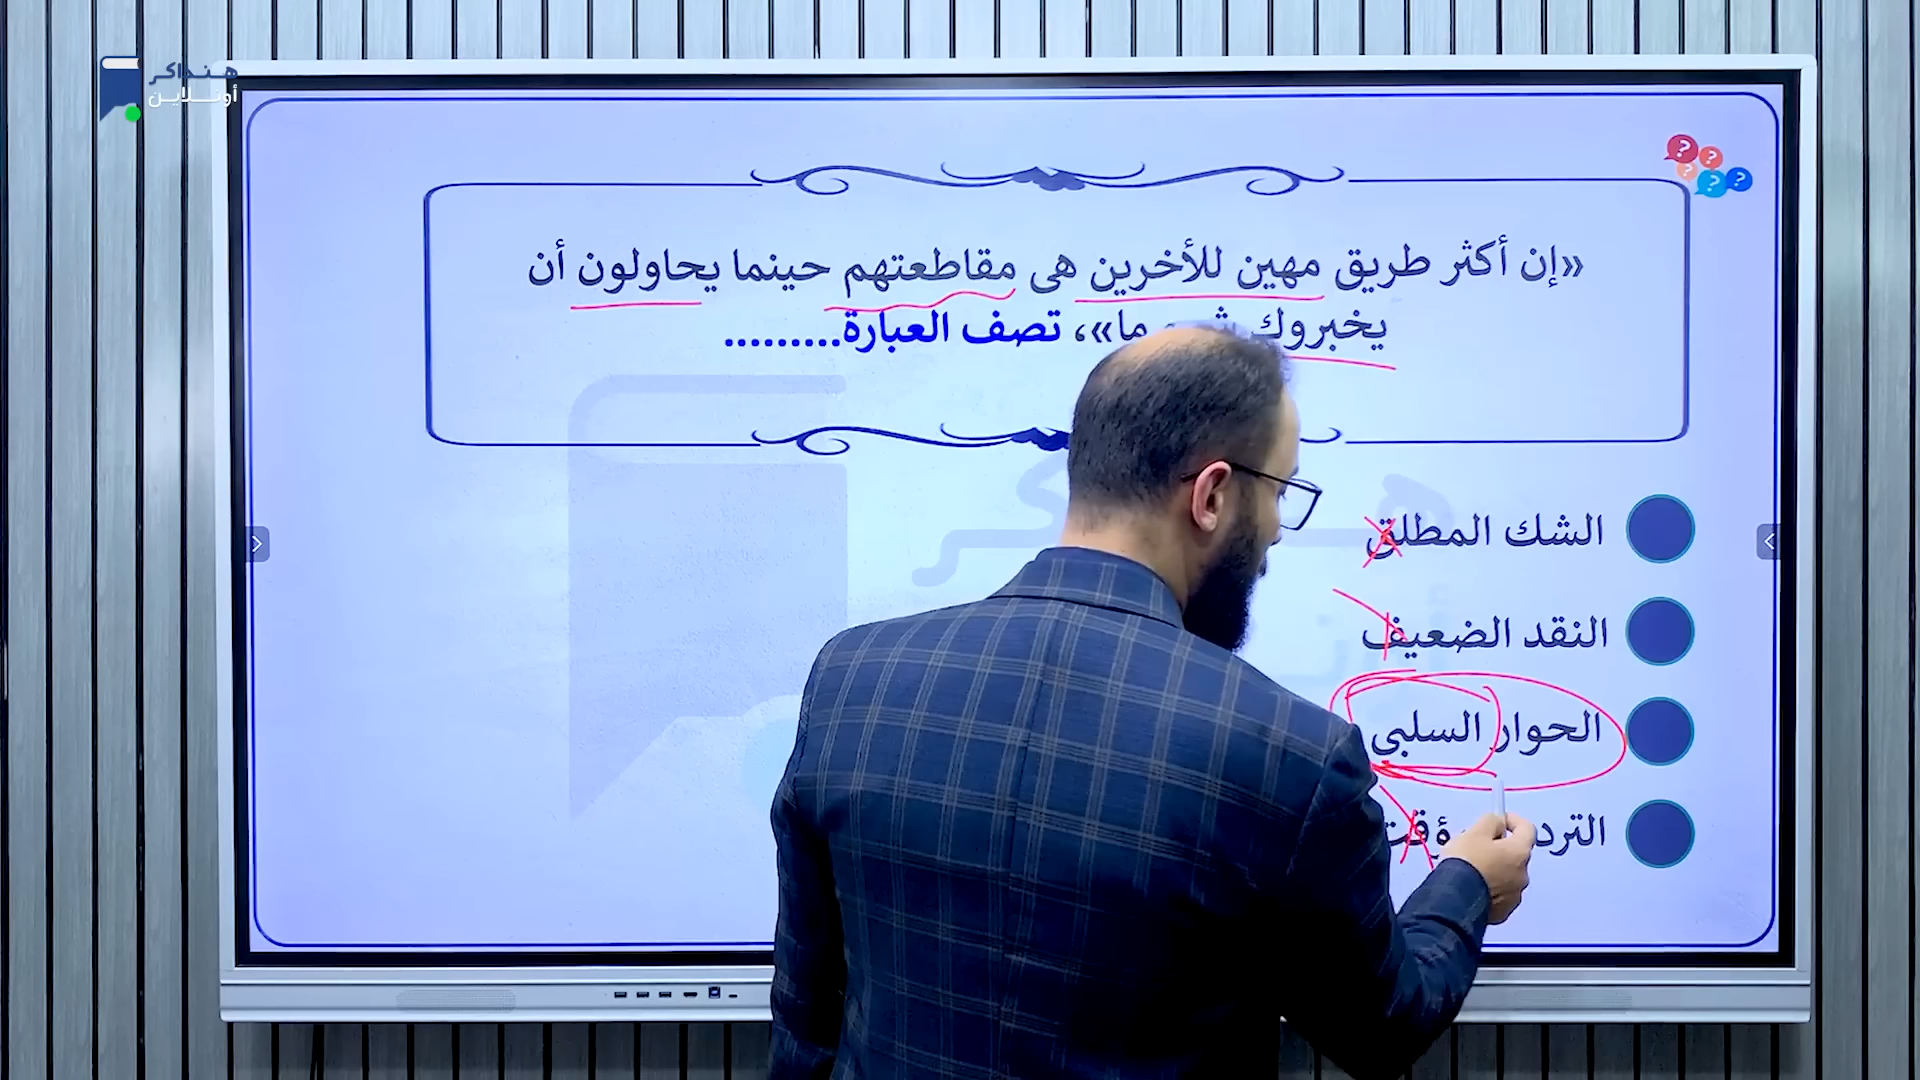 هنذاكر
أونلاين
«إن أكثر طريق مهين للأخرين هى مقاطعتهم حينما يحاولون أن
يخبروك ما»، تصف العبارة.........
الشك المطلق
النقد الضعيف
الحوار السلبى